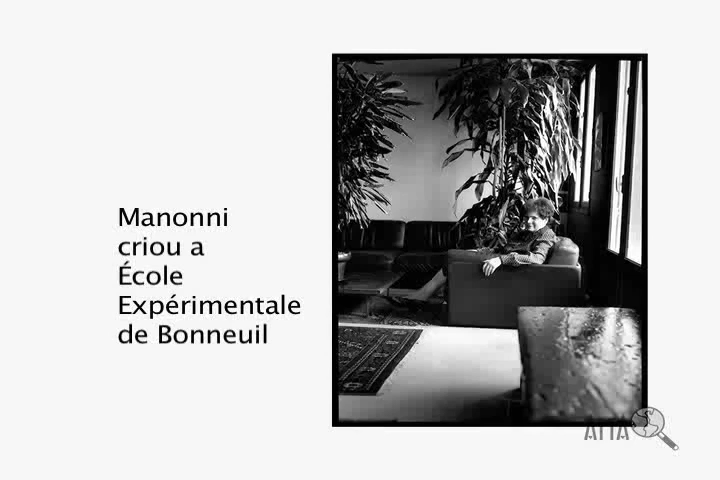 Manonni
criou a
École
Expérimentale
de Bonneuil